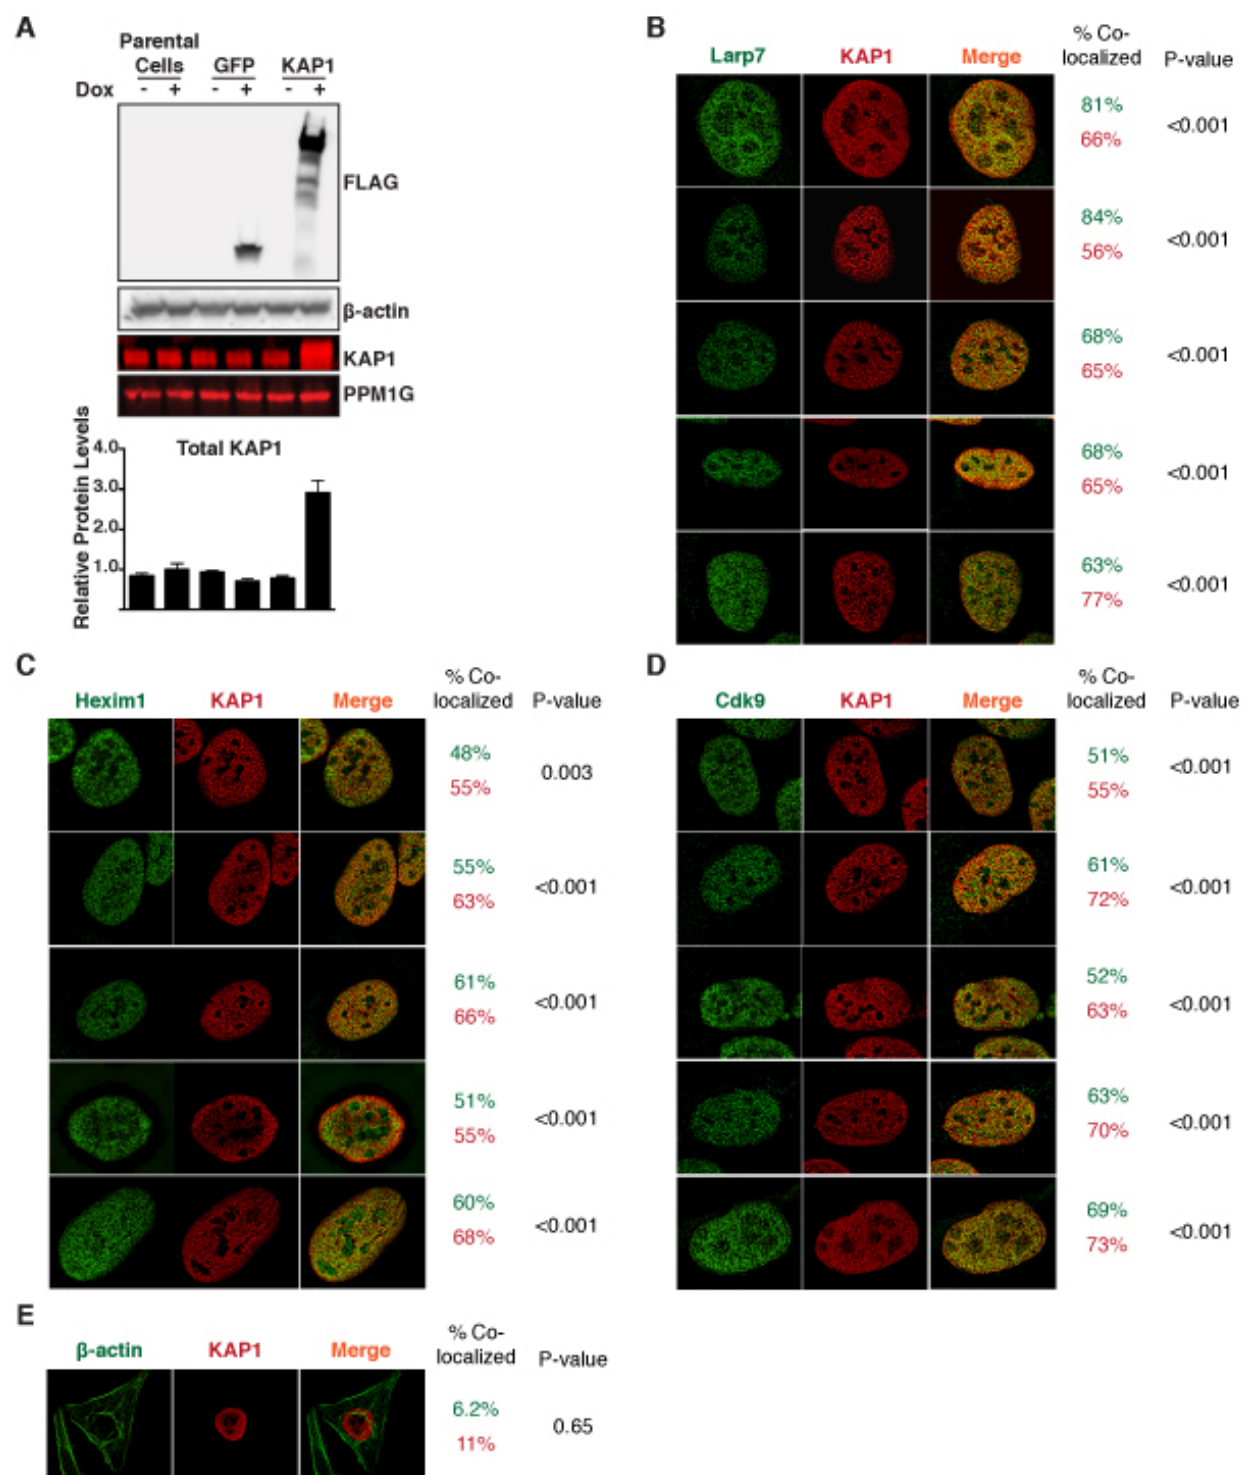 A
Parental
Cells GFP KAP1
Dox - + - + - +
FLAG
β-actin
KAP1
PPM1G
Total KAP1
Relative Protein Levels
4.0
3.0
2.0
1.0
B
Larp7 KAP1 Merge % Co-
localized P-value
81%
66% <0.001
84%
56% <0.001
68%
65% <0.001
68%
65% <0.001
63%
77% <0.001
C
Hexim1 KAP1 Merge % Co-
localized P-value
48%
55% 0.003
55%
63% <0.001
61%
66% <0.001
51%
55% <0.001
60%
68% <0.001
D
Cdk9 KAP1 Merge % Co-
localized P-value
51%
55% <0.001
61%
72% <0.001
52%
63% <0.001
63%
70% <0.001
69%
73% <0.001
E
β-actin KAP1 Merge % Co-
localized P-value
6.2%
11% 0.65